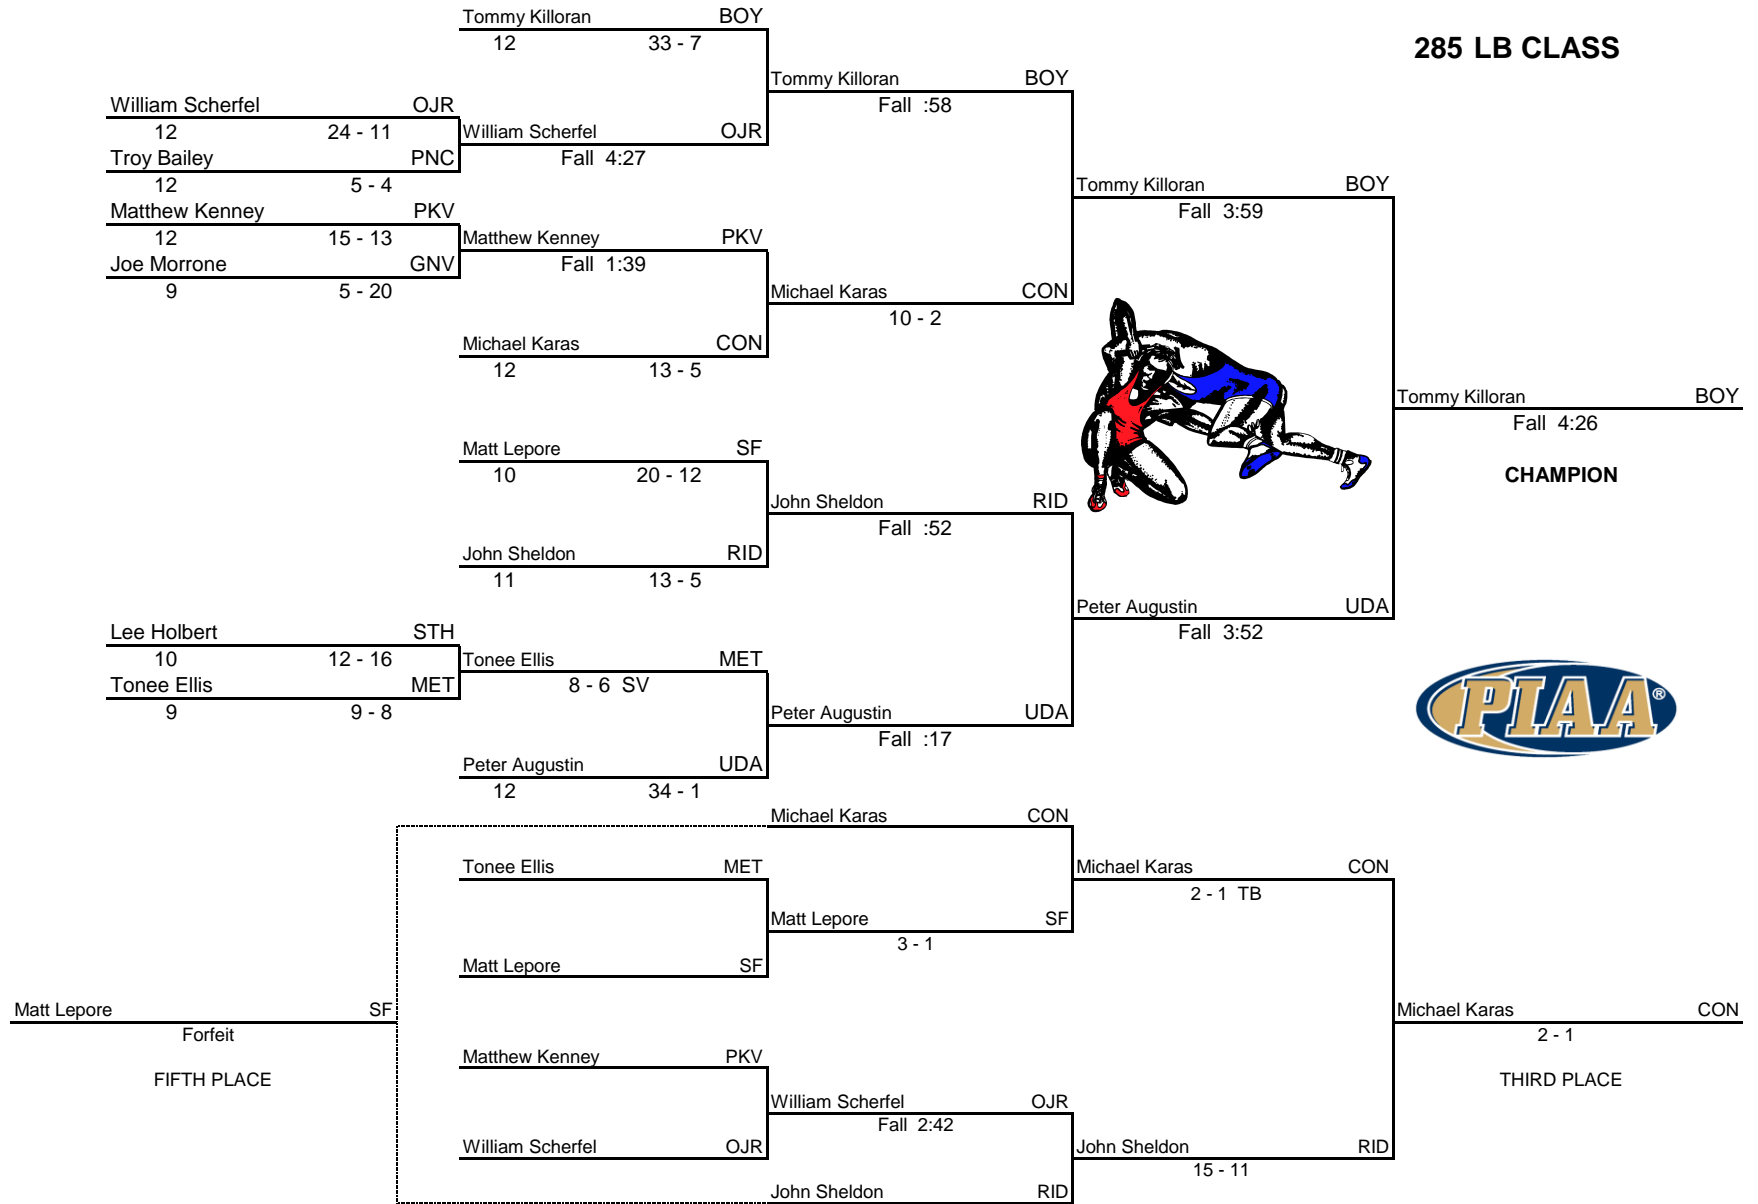 Tommy Killoran BOY
12 33 - 7
285 LB CLASS
Tommy Killoran BOY
Fall :58
William Scherfel OJR
12 24 - 11
William Scherfel OJR
Fall 4:27
Troy Bailey PNC
12 5 - 4
Tommy Killoran BOY
Fall 3:59
Matthew Kenney PKV
12 15 - 13
Matthew Kenney PKV
Fall 1:39
Joe Morrone GNV
9 5 - 20
Michael Karas CON
10 - 2
Michael Karas CON
12 13 - 5
Tommy Killoran BOY
Fall 4:26
CHAMPION
Matt Lepore SF
10 20 - 12
John Sheldon RID
Fall :52
John Sheldon RID
11 13 - 5
Peter Augustin UDA
Fall 3:52
Lee Holbert STH
10 12 - 16
Tonee Ellis MET
8 - 6 SV
Tonee Ellis MET
9 9 - 8
Peter Augustin UDA
Fall :17
PIAA®
Peter Augustin UDA
12 34 - 1
Michael Karas CON
Tonee Ellis MET
Michael Karas CON
2 - 1 TB
Matt Lepore SF
3 - 1
Matt Lepore SF
Matt Lepore SF
Forfeit
FIFTH PLACE
Michael Karas CON
2 - 1
THIRD PLACE
Matthew Kenney PKV
William Scherfel OJR
Fall 2:42
William Scherfel OJR
John Sheldon RID
15 - 11
John Sheldon RID